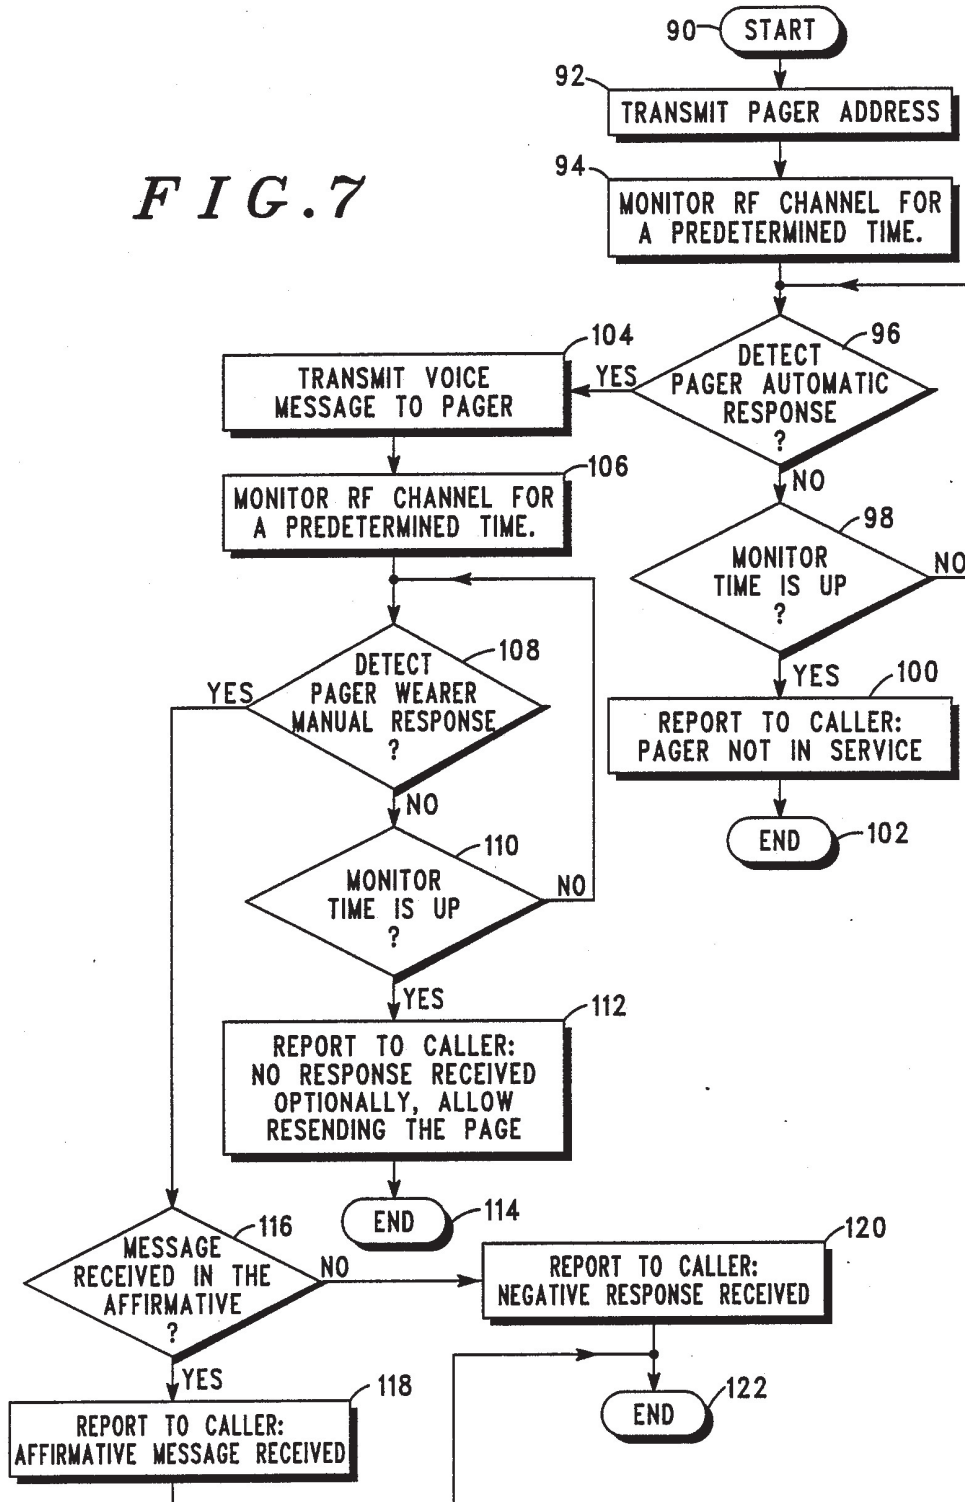 FIG.7
90
START
92
TRANSMIT PAGER ADDRESS
94
MONITOR RF CHANNEL FOR
A PREDETERMINED TIME.
96
DETECT
PAGER AUTOMATIC
RESPONSE
?
YES
NO
98
MONITOR
TIME IS UP
?
NO
YES
100
REPORT TO CALLER:
PAGER NOT IN SERVICE
END
102
104
TRANSMIT VOICE
MESSAGE TO PAGER
106
MONITOR RF CHANNEL FOR
A PREDETERMINED TIME.
108
DETECT
PAGER WEARER
MANUAL RESPONSE
?
YES
NO
110
MONITOR
TIME IS UP
?
NO
YES
112
REPORT TO CALLER:
NO RESPONSE RECEIVED
OPTIONALLY, ALLOW
RESENDING THE PAGE
END
114
116
MESSAGE
RECEIVED IN THE
AFFIRMATIVE
?
NO
YES
118
REPORT TO CALLER:
AFFIRMATIVE MESSAGE RECEIVED
120
REPORT TO CALLER:
NEGATIVE RESPONSE RECEIVED
END
122